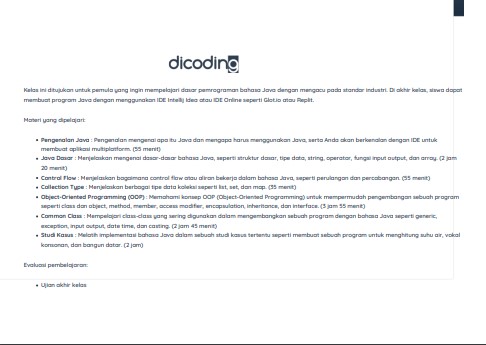 dicoding
Kelas ini ditujukan untuk pemula yang ingin mempelajari dasar pemrograman bahasa Java dengan mengacu pada standar industri. Di akhir kelas, siswa dapat
membuat program Java dengan menggunakan IDE Intellij Idea atau IDE Online seperti Glot.io atau Replit.
Materi yang dipelajari:
• Pengenalan Java : Pengenalan mengenai apa itu Java dan mengapa harus menggunakan Java, serta Anda akan berkenalan dengan IDE untuk
membuat aplikasi multiplatform. (55 menit)
• Java Dasar : Menjelaskan mengenai dasar-dasar bahasa Java, seperti struktur dasar, tipe data, string, operator, fungsi input output, dan array. (2 jam
20 menit)
• Control Flow : Menjelaskan bagaimana control flow atau aliran bekerja dalam bahasa Java, seperti perulangan dan percabangan. (55 menit)
• Collection Type : Menjelaskan berbagai tipe data koleksi seperti list, set, dan map. (35 menit)
• Object-Oriented Programming (OOP) : Memahami konsep OOP (Object-Oriented Programming) untuk mempermudah pengembangan sebuah program
seperti class dan object, method, member, access modifier, encapsulation, inheritance, dan interface. (3 jam 55 menit)
• Common Class : Mempelajari class-class yang sering digunakan dalam mengembangkan sebuah program dengan bahasa Java seperti generic,
exception, input output, date time, dan casting. (2 jam 45 menit)
• Studi Kasus : Melatih implementasi bahasa Java dalam sebuah studi kasus tertentu seperti membuat sebuah program untuk menghitung suhu air, vokal
konsonan, dan bangun datar. (2 jam)
Evaluasi pembelajaran:
• Ujian akhir kelas